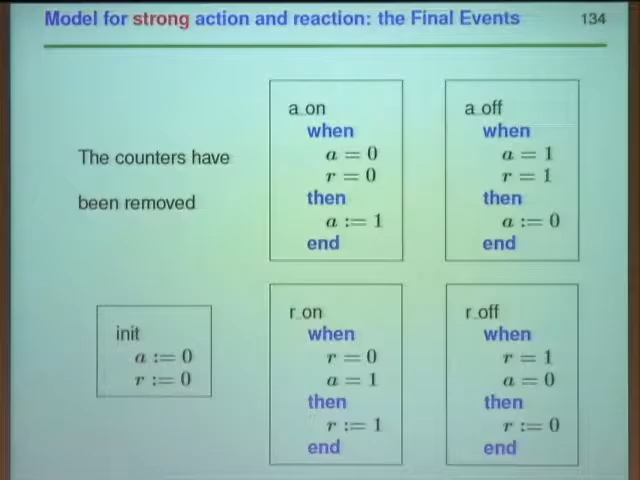 Model for strong action and reaction: the Final Events 134
The counters have
been removed
a_on
when
a = 0
r = 0
then
a := 1
end
a_off
when
a = 1
r = 1
then
a := 0
end
init
a := 0
r := 0
r_on
when
r = 0
a = 1
then
r := 1
end
r_off
when
r = 1
a = 0
then
r := 0
end